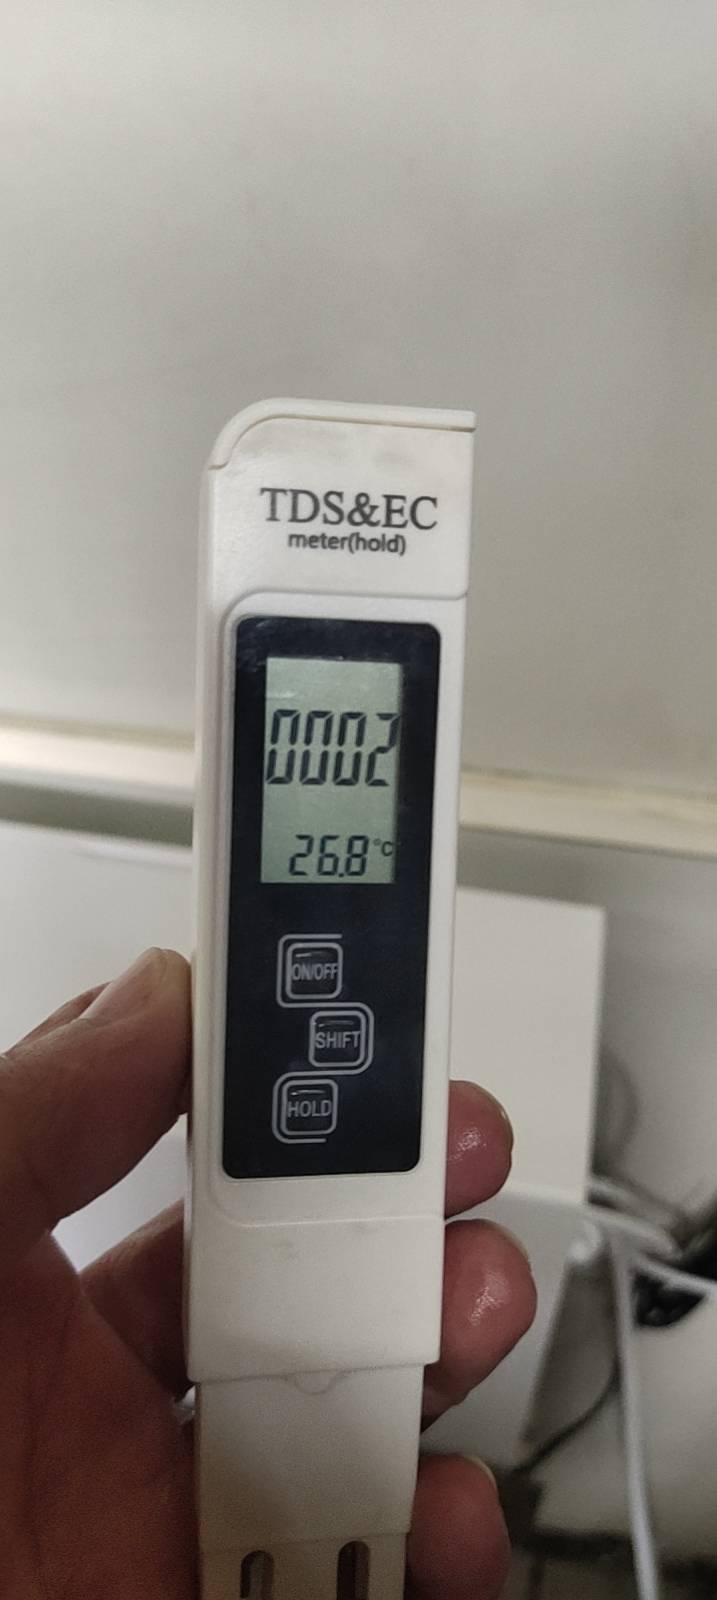 TDS&EC
meter(hold)
0002
26.8°C
ON/OFF
SHIFT
HOLD